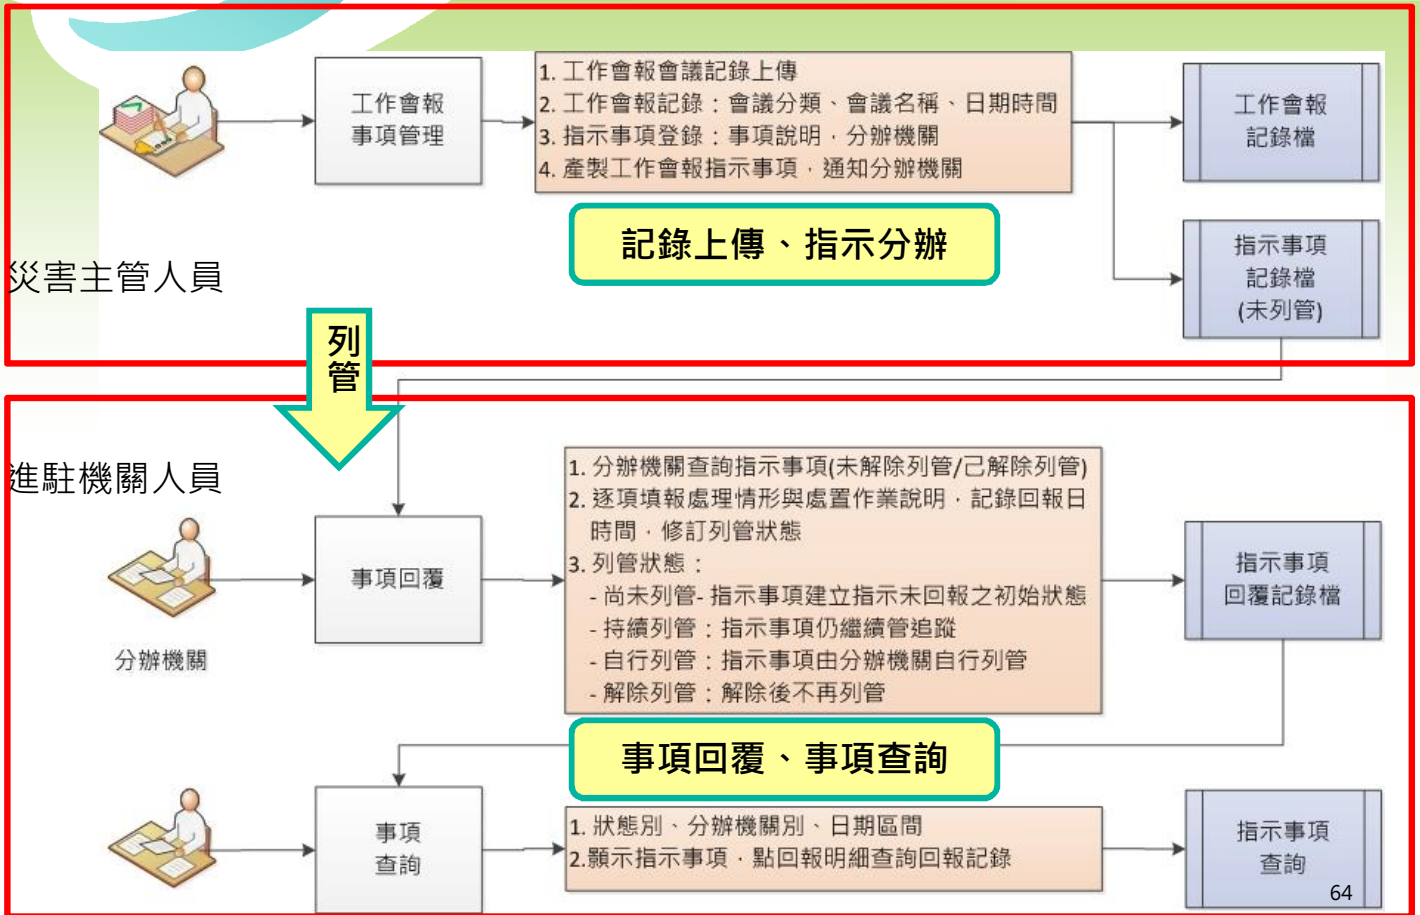 工作會報
事項管理
1. 工作會報會議記錄上傳
2. 工作會報記錄：會議分類、會議名稱、日期時間
3. 指示事項登錄：事項說明，分辦機關
4. 產製工作會報指示事項，通知分辦機關
工作會報
記錄檔
記錄上傳、指示分辦
指示事項
記錄檔
(未列管)
災害主管人員
列
管
進駐機關人員
分辦機關
事項回覆
1. 分辦機關查詢指示事項(未解除列管/己解除列管)
2. 逐項填報處理情形與處置作業說明，記錄回報日
時間，修訂列管狀態
3. 列管狀態：
- 尚未列管- 指示事項建立指示未回報之初始狀態
- 持續列管：指示事項仍繼續管追蹤
- 自行列管：指示事項由分辦機關自行列管
- 解除列管：解除後不再列管
指示事項
回覆記錄檔
事項回覆、事項查詢
事項
查詢
1. 狀態別、分辦機關別、日期區間
2.顯示指示事項，點回報明細查詢回報記錄
指示事項
查詢
64